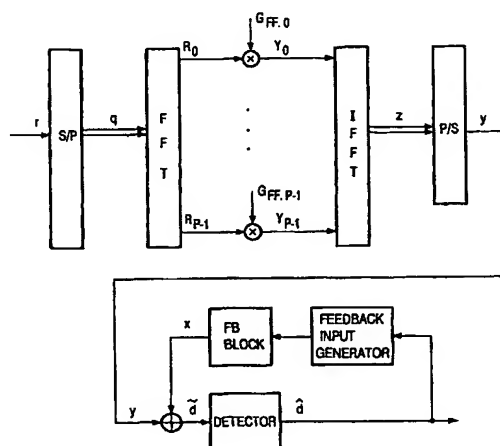 G_FF,0
R_0
Y_0
r
S/P
q
F F T
I F F T
z
P/S
y
G_FF,P-1
R_P-1
Y_P-1
x
FB BLOCK
FEEDBACK INPUT GENERATOR
y
d̃
DETECTOR
d̂